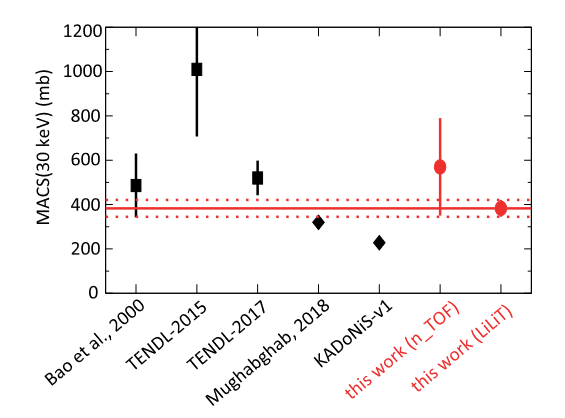 MACS(30 keV) (mb)
1200
1000
800
600
400
200
0
Bao et al., 2000
TENDL-2015
TENDL-2017
Mughabghab, 2018
KADoNiS-v1
this work (n_TOF)
this work (LiLiT)